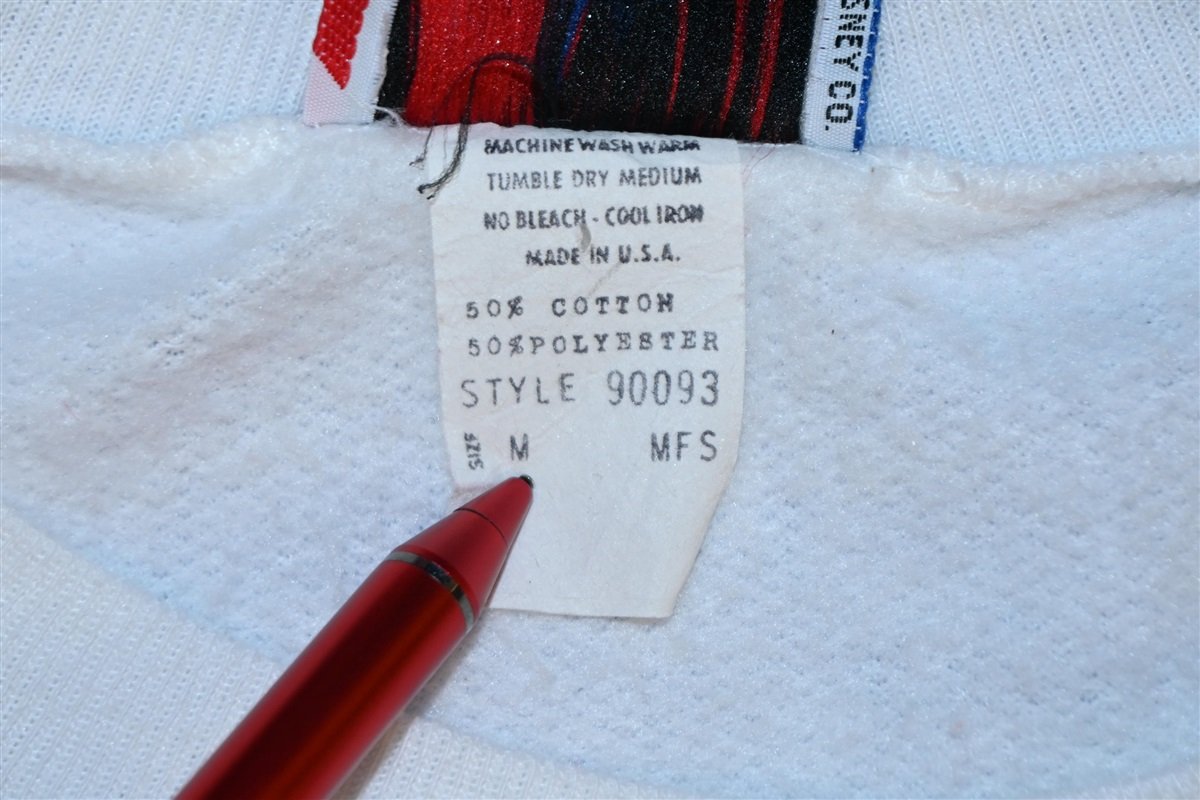 SNEY CO.
MACHINE WASH WARM
TUMBLE DRY MEDIUM
NO BLEACH - COOL IRON
MADE IN U.S.A.
50% COTTON
50% POLYESTER
STYLE 90093
SIZE M MFS